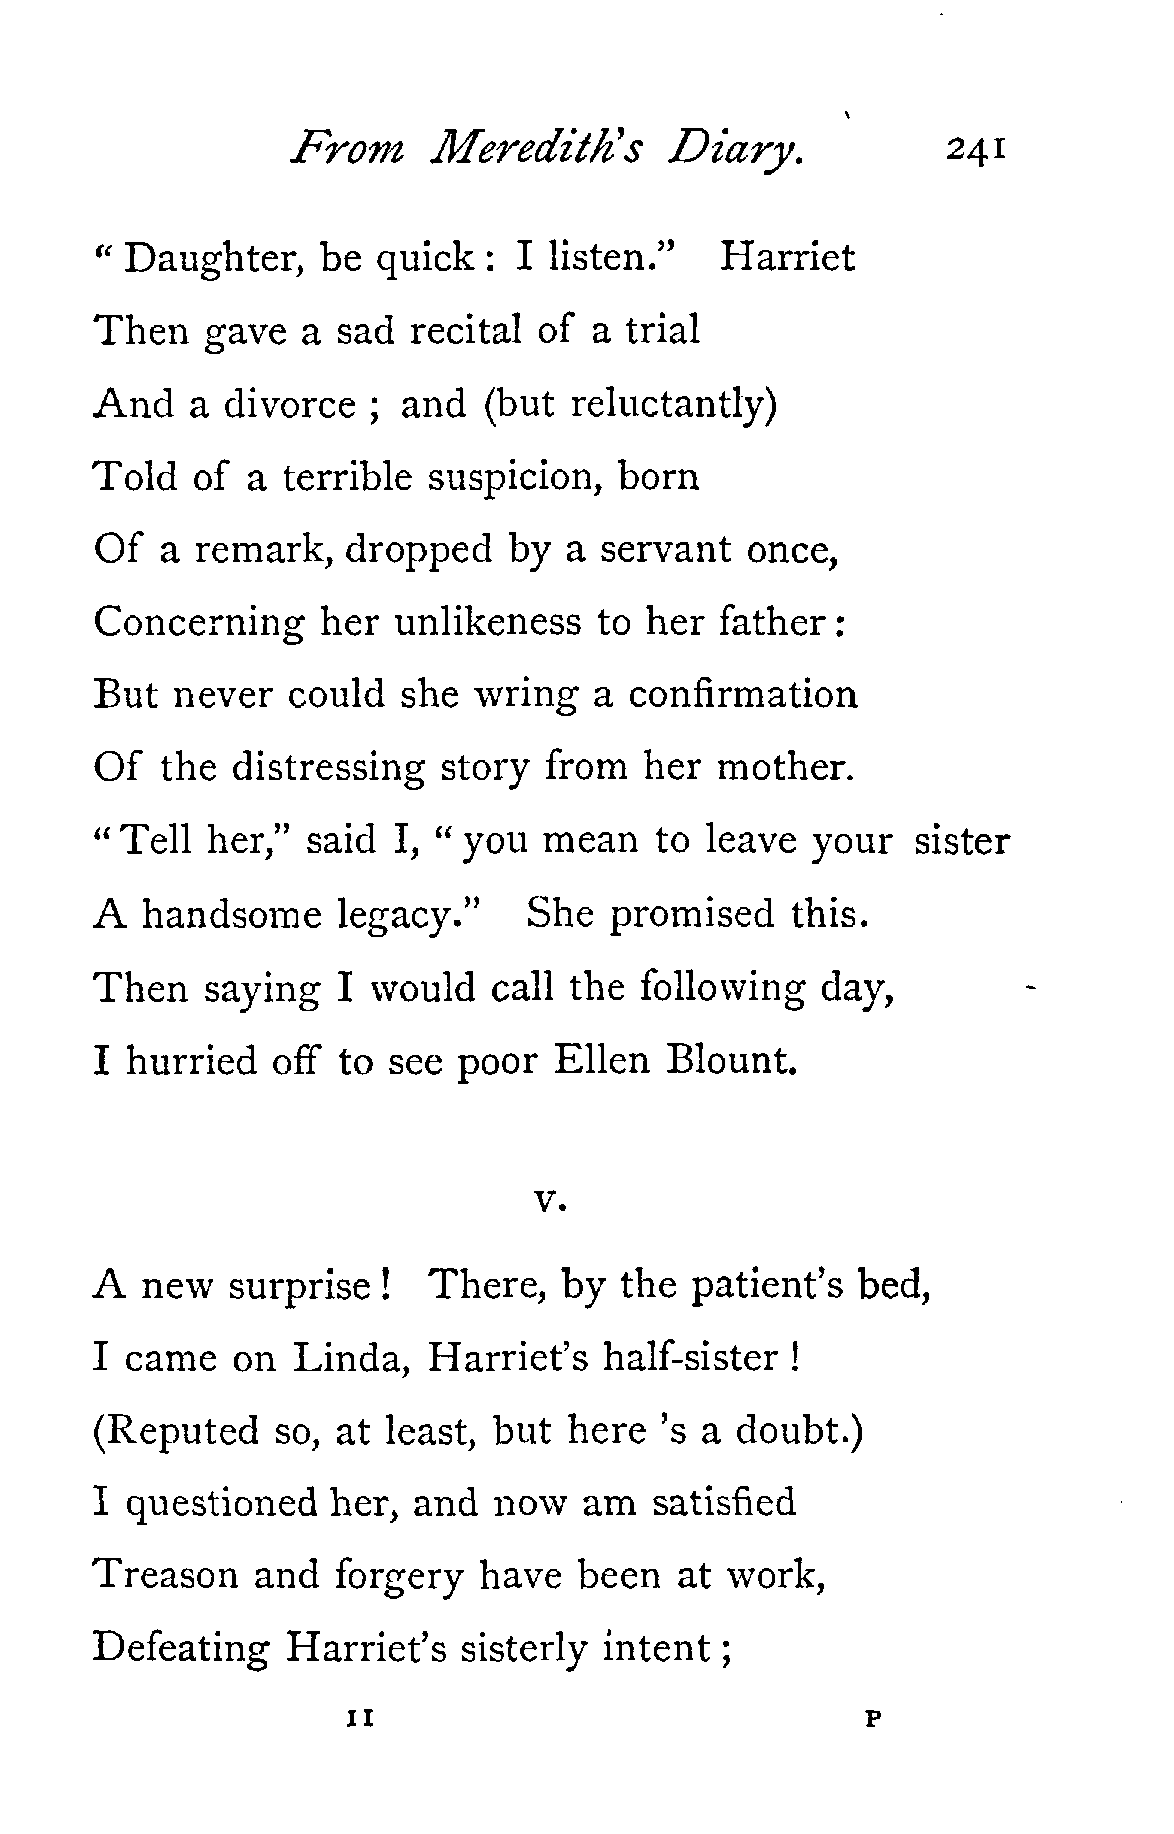 From Meredith's Diary. 241
“ Daughter, be quick : I listen.” Harriet
Then gave a sad recital of a trial
And a divorce ; and (but reluctantly)
Told of a terrible suspicion, born
Of a remark, dropped by a servant once,
Concerning her unlikeness to her father :
But never could she wring a confirmation
Of the distressing story from her mother.
“ Tell her,” said I, “ you mean to leave your sister
A handsome legacy.” She promised this.
Then saying I would call the following day,
I hurried off to see poor Ellen Blount.
V.
A new surprise ! There, by the patient's bed,
I came on Linda, Harriet's half-sister !
(Reputed so, at least, but here 's a doubt.)
I questioned her, and now am satisfied
Treason and forgery have been at work,
Defeating Harriet's sisterly intent ;
11 P